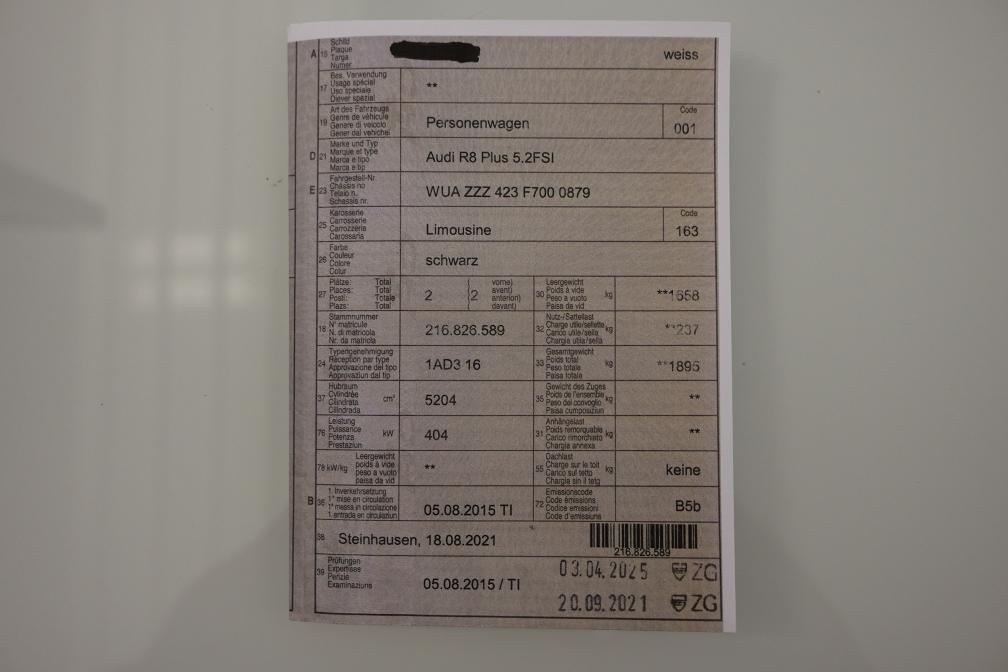 A 15 Schild Plaque Targa Numer weiss
17 Bes. Verwendung Usage spécial Uso speciale Diever spezial **
19 Art des Fahrzeugs Genre de véhicule Genere di veicolo Gener dal vehichel Personenwagen Code 001
D 21 Marke und Typ Marque et type Marca e tipo Marca e tip Audi R8 Plus 5.2FSI
E 23 Fahrgestell-Nr. Châssis no Telaio n. Schassis nr. WUA ZZZ 423 F700 0879
25 Karosserie Carrosserie Carrozzeria Carossaria Limousine Code 163
26 Farbe Couleur Colore Colur schwarz
27 Plätze: Total Places: Total Posti: Totale Plazs: Total 2 (2 vorne) avant) anteriori) davant) 30 Leergewicht Poids à vide Peso a vuoto Paisa da vid kg **1658
18 Stammnummer N° matricule N. di matricola Nr. da matricla 216.826.589 32 Nutz-/Sattellast Charge utile/sellette Carico utile/sella Chargia utila/sella kg **237
24 Typengenehmigung Réception par type Approvazione del tipo Approvaziun dal tip 1AD3 16 33 Gesamtgewicht Poids total Peso totale Paisa totala kg **1895
37 Hubraum Cylindrée Cilindrata Cilindrada cm³ 5204 35 Gewicht des Zuges Poids de l'ensemble Peso del convoglio Paisa cumposiziun kg **
76 Leistung Puissance Potenza Prestaziun kW 404 31 Anhängelast Poids remorquable Carico rimorchiato Chargia annexa kg **
78 kW/kg Leergewicht poids à vide peso a vuoto paisa da vid ** 55 Dachlast Charge sur le toit Carico sul tetto Chargia sin il tetg kg keine
B 36 1. Inverkehrsetzung 1re mise en circulation 1a messa in circolazione 1. entrada en circulaziun 05.08.2015 TI 72 Emissionscode Code émissions Codice emissioni Code d'emissiuns B5b
38 Steinhausen, 18.08.2021 216.826.589
39 Prüfungen Expertises Perizie Examinaziuns 05.08.2015 / TI 03.04.2025 ZG
20.09.2021 ZG